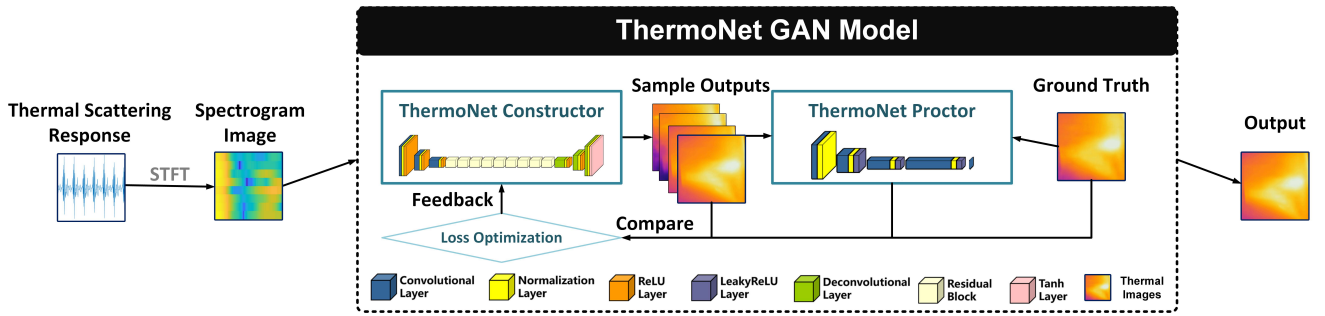 ThermoNet GAN Model
Thermal Scattering
Response
STFT
Spectrogram
Image
ThermoNet Constructor
Sample Outputs
ThermoNet Proctor
Ground Truth
Output
Feedback
Loss Optimization
Compare
Convolutional
Layer
Normalization
Layer
ReLU
Layer
LeakyReLU
Layer
Deconvolutional
Layer
Residual
Block
Tanh
Layer
Thermal
Images